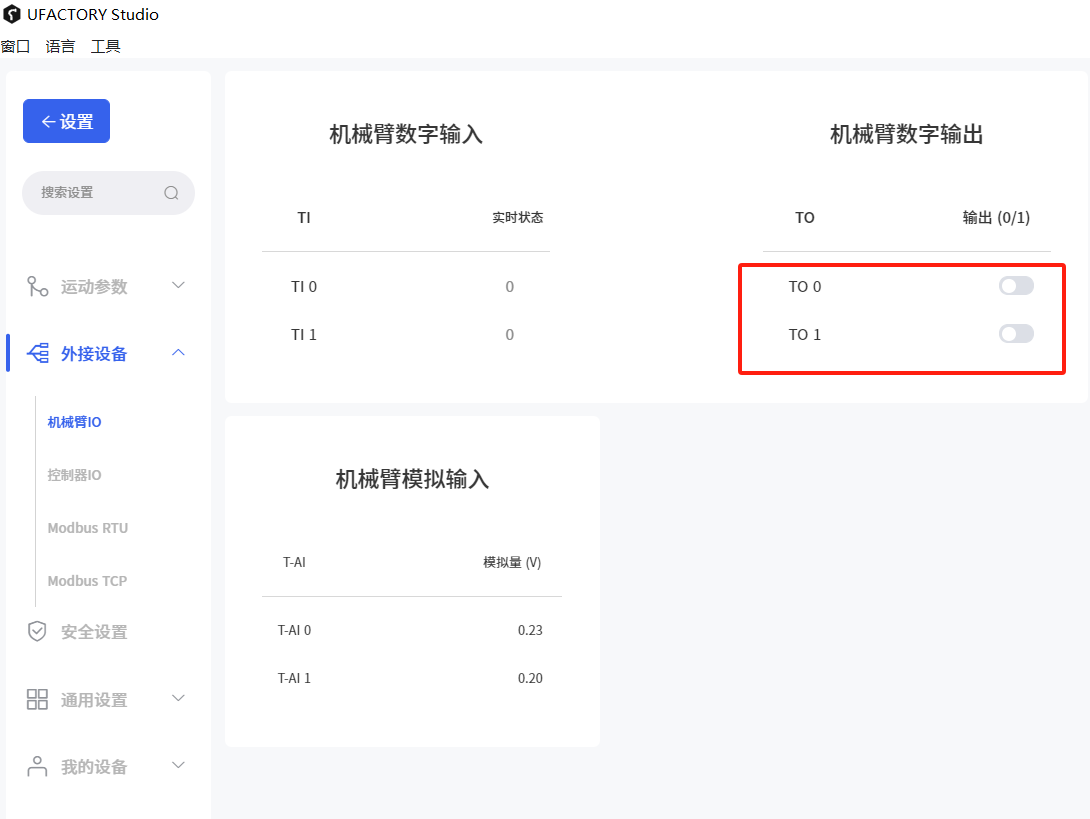 UFACTORY Studio
窗口 语言 工具
设置
搜索设置
运动参数
外接设备
机械臂IO
控制器IO
Modbus RTU
Modbus TCP
安全设置
通用设置
我的设备
机械臂数字输入
TI 实时状态
TI 0 0
TI 1 0
机械臂数字输出
TO 输出 (0/1)
TO 0
TO 1
机械臂模拟输入
T-AI 模拟量 (V)
T-AI 0 0.23
T-AI 1 0.20